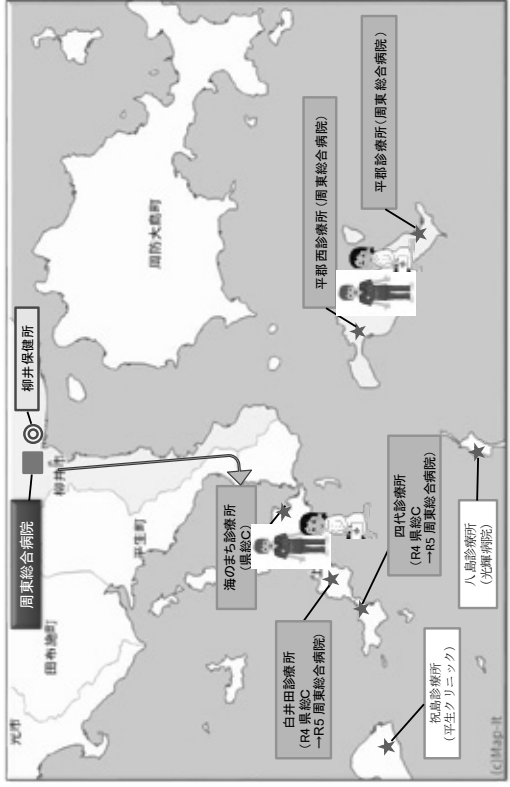 光市
田布施町
周東総合病院
柳井市
柳井保健所
平生町
周防大島町
海のまち診療所
(県総C)
平郡西診療所(周東総合病院)
平郡診療所(周東総合病院)
白井田診療所
(R4 県総C
→R5 周東総合病院)
四代診療所
(R4 県総C
→R5 周東総合病院)
祝島診療所
(平生クリニック)
八島診療所
(光輝病院)
(c)Map-It